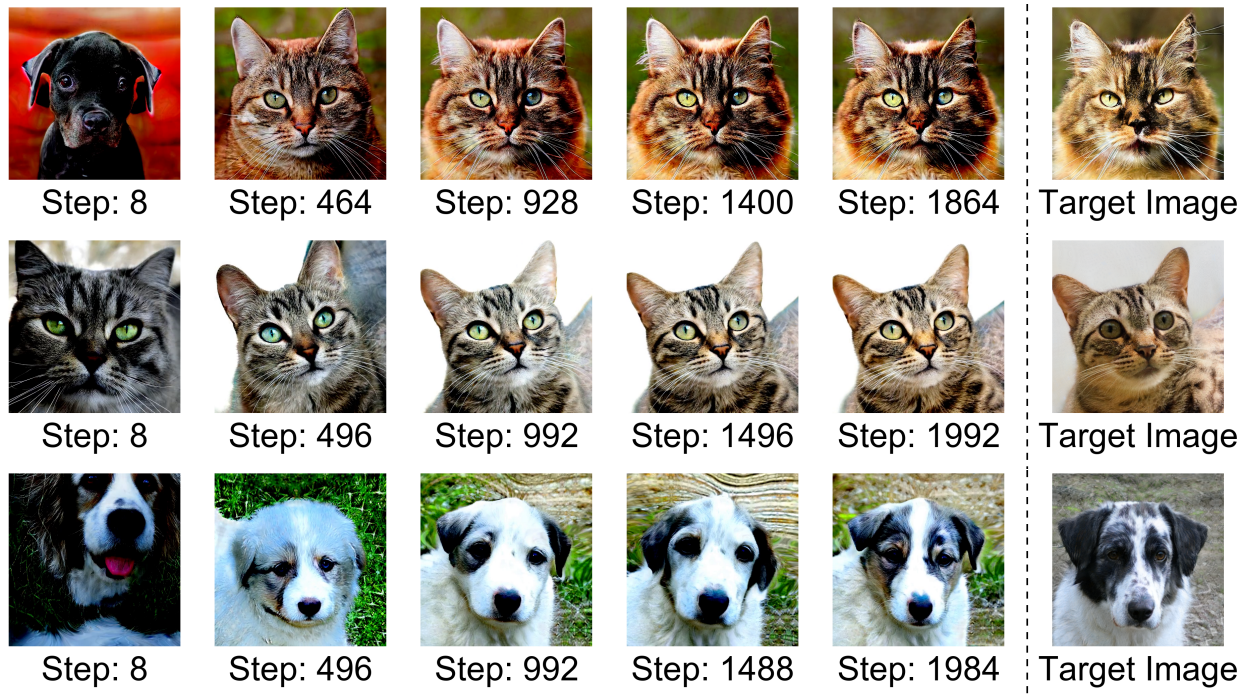 Step: 8 Step: 464 Step: 928 Step: 1400 Step: 1864 Target Image
Step: 8 Step: 496 Step: 992 Step: 1496 Step: 1992 Target Image
Step: 8 Step: 496 Step: 992 Step: 1488 Step: 1984 Target Image